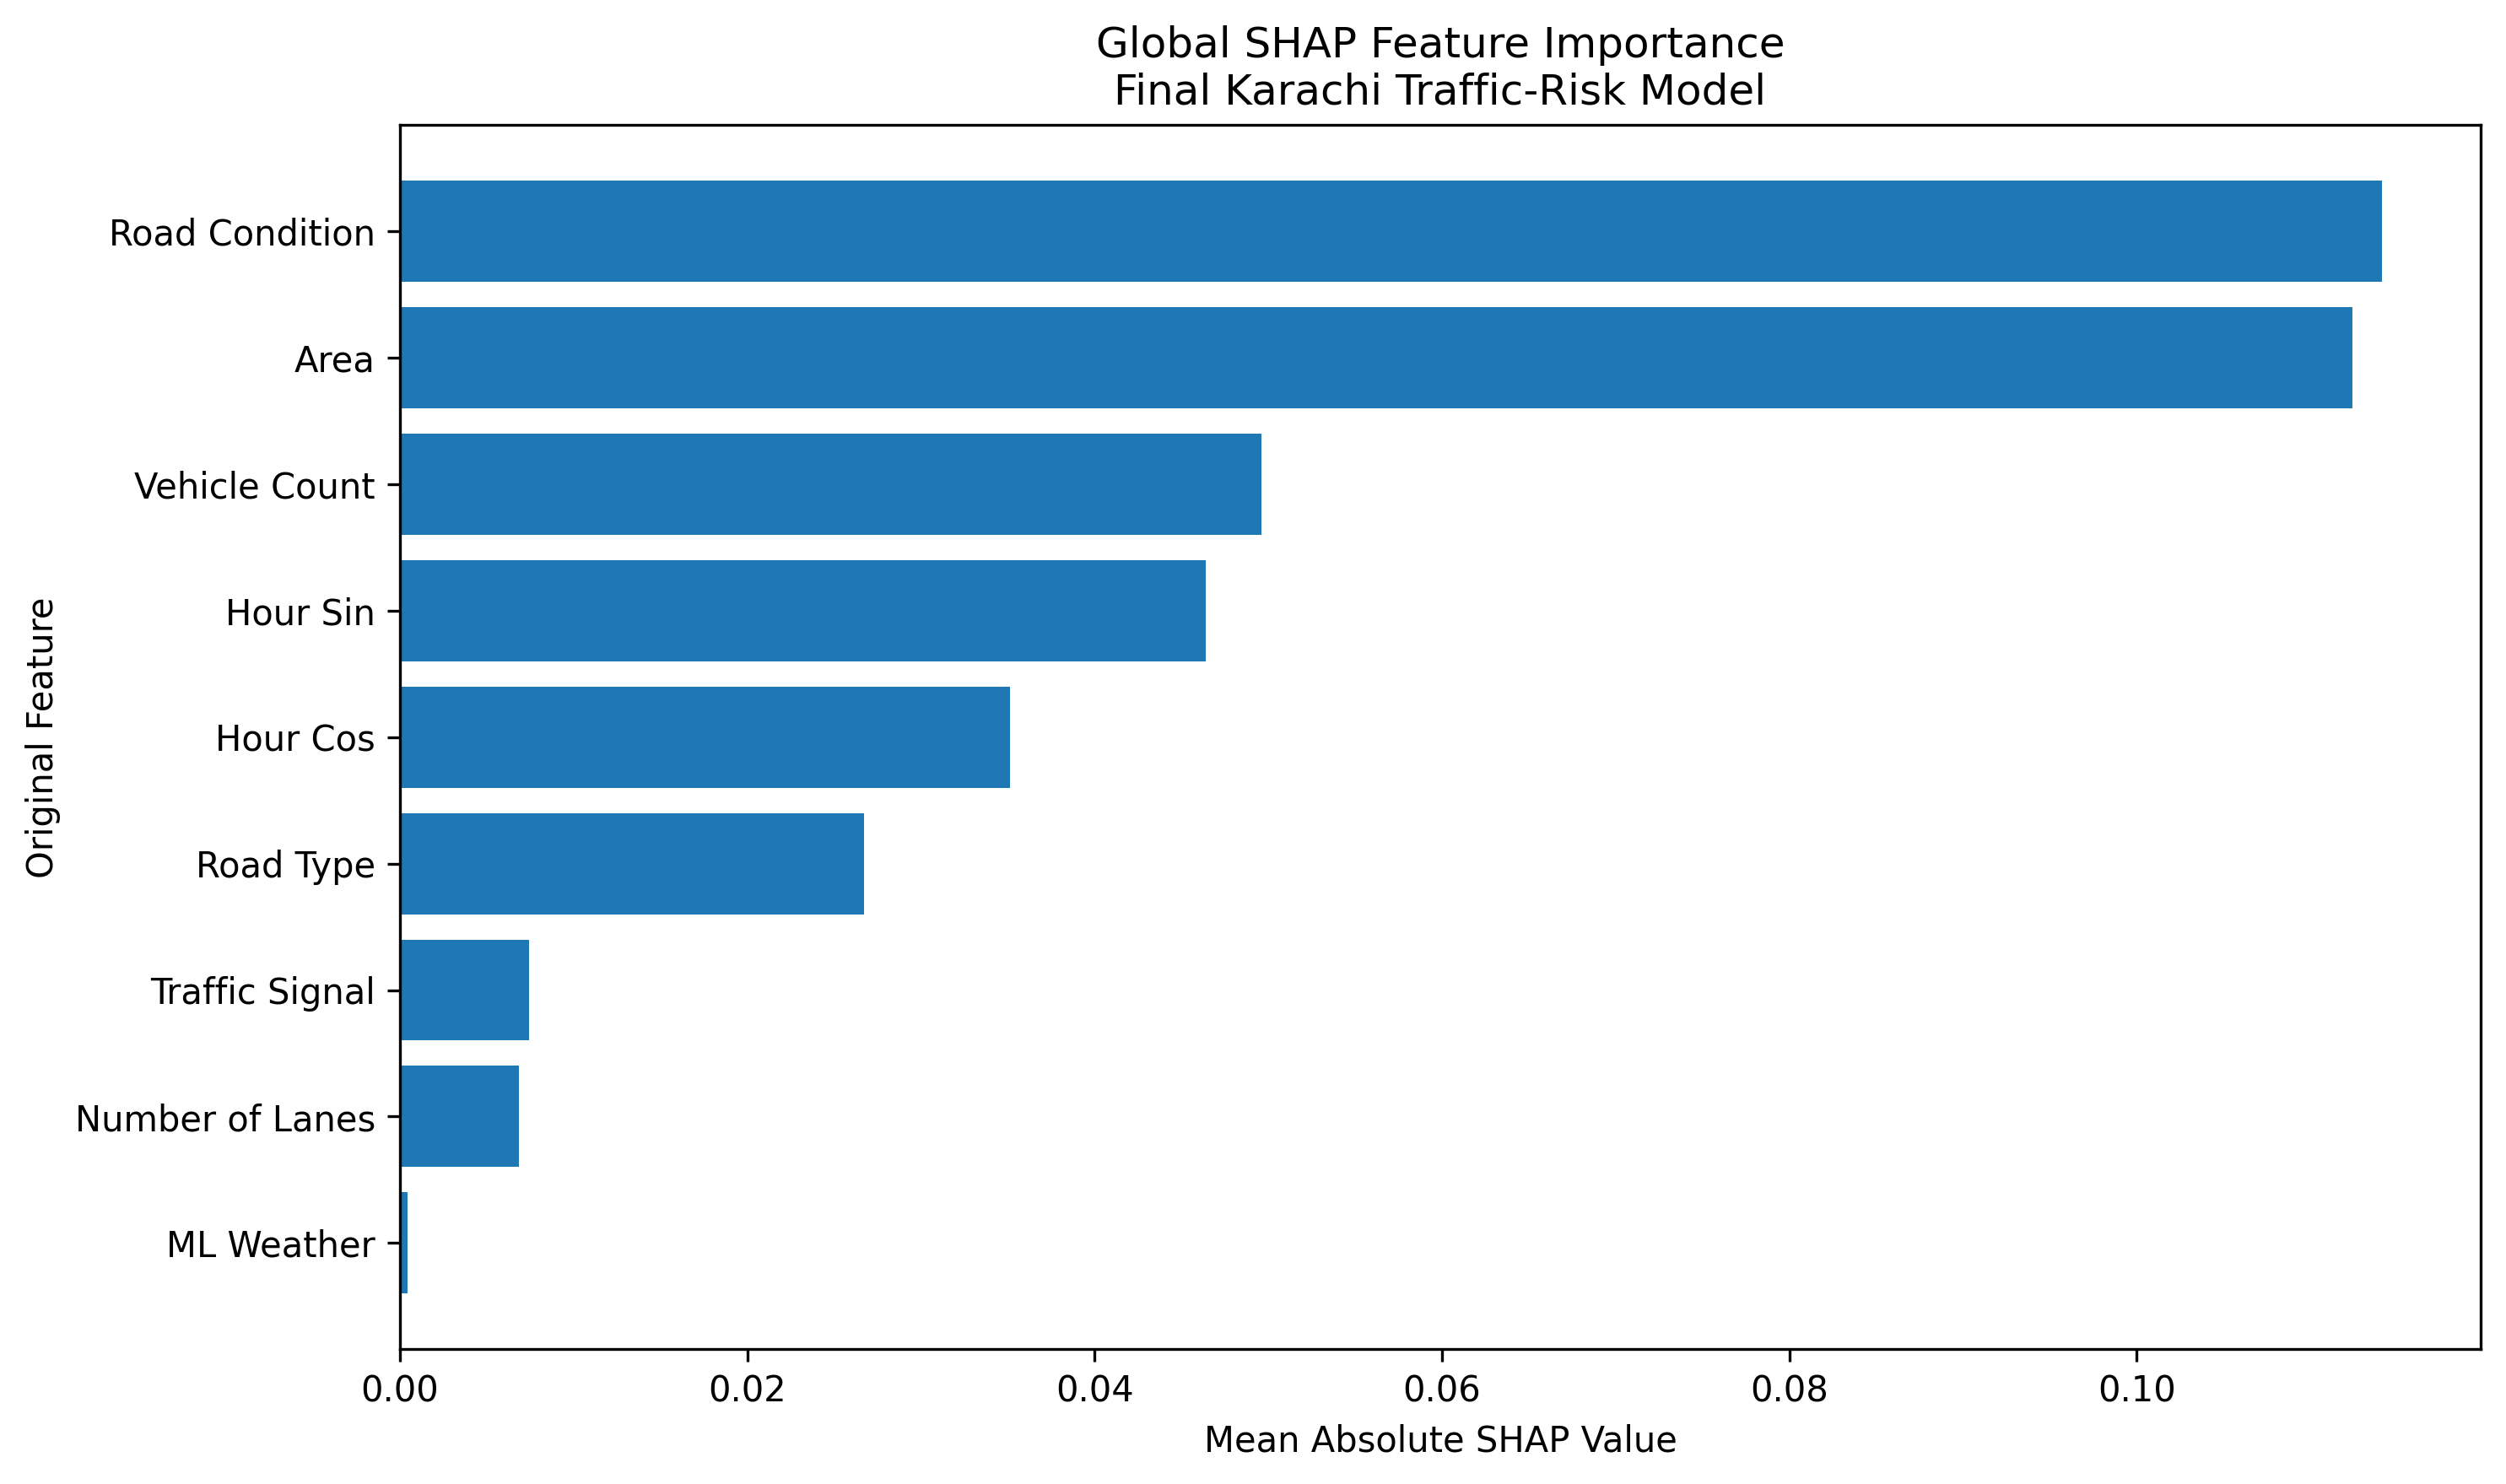 Global SHAP Feature Importance
Final Karachi Traffic-Risk Model
Original Feature
Road Condition
Area
Vehicle Count
Hour Sin
Hour Cos
Road Type
Traffic Signal
Number of Lanes
ML Weather
0.00 0.02 0.04 0.06 0.08 0.10
Mean Absolute SHAP Value